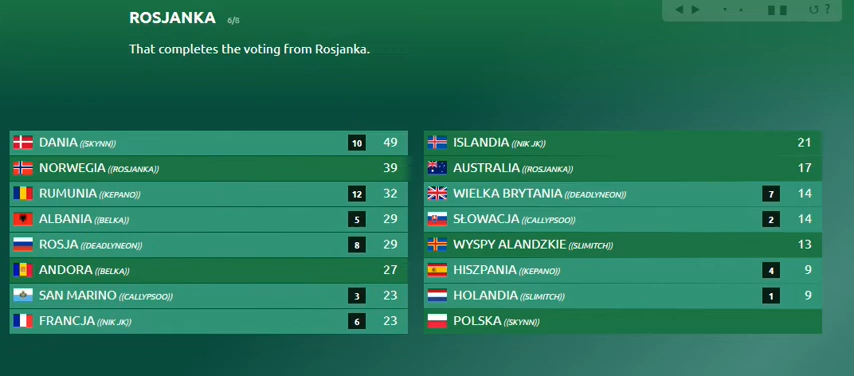 ROSJANKA 6/8
That completes the voting from Rosjanka.
DANIA ((SKYNN)) 10 49
NORWEGIA ((ROSJANKA)) 39
RUMUNIA ((KEPANO)) 12 32
ALBANIA ((BELKA)) 5 29
ROSJA ((DEADLYNEON)) 8 29
ANDORA ((BELKA)) 27
SAN MARINO ((CALLYPSOO)) 3 23
FRANCJA ((NIK JK)) 6 23
ISLANDIA ((NIK JK)) 21
AUSTRALIA ((ROSJANKA)) 17
WIELKA BRYTANIA ((DEADLYNEON)) 7 14
SŁOWACJA ((CALLYPSOO)) 2 14
WYSPY ALANDZKIE ((SLIMITCH)) 13
HISZPANIA ((KEPANO)) 4 9
HOLANDIA ((SLIMITCH)) 1 9
POLSKA ((SKYNN))